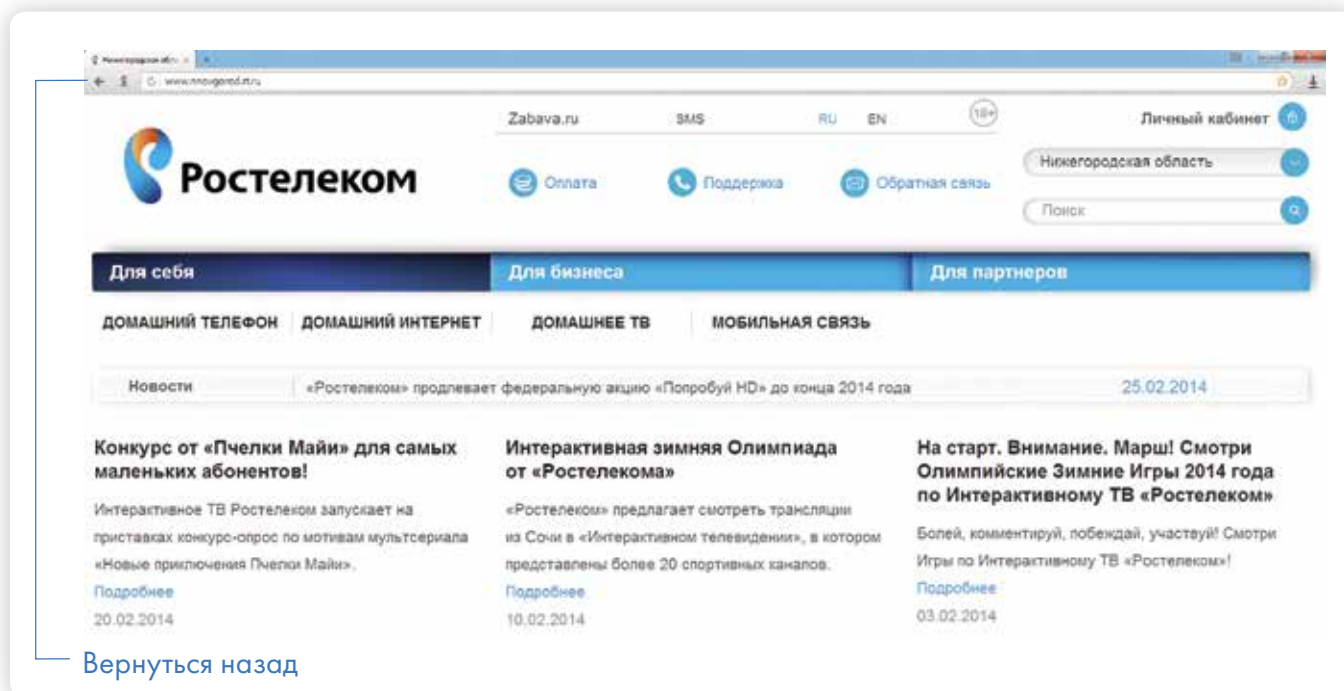 Нижегородская обл
www.nnovgorod.rt.ru
Zabava.ru SMS RU EN 18+ Личный кабинет
Ростелеком
Оплата Поддержка Обратная связь
Нижегородская область
Поиск
Для себя Для бизнеса Для партнеров
ДОМАШНИЙ ТЕЛЕФОН ДОМАШНИЙ ИНТЕРНЕТ ДОМАШНЕЕ ТВ МОБИЛЬНАЯ СВЯЗЬ
Новости «Ростелеком» продлевает федеральную акцию «Попробуй HD» до конца 2014 года 25.02.2014
Конкурс от «Пчелки Майи» для самых
маленьких абонентов!
Интерактивное ТВ Ростелеком запускает на
приставках конкурс-опрос по мотивам мультсериала
«Новые приключения Пчелки Майи».
Подробнее
20.02.2014
Интерактивная зимняя Олимпиада
от «Ростелекома»
«Ростелеком» предлагает смотреть трансляции
из Сочи в «Интерактивном телевидении», в котором
представлены более 20 спортивных каналов.
Подробнее
10.02.2014
На старт. Внимание. Марш! Смотри
Олимпийские Зимние Игры 2014 года
по Интерактивному ТВ «Ростелеком»
Болей, комментируй, побеждай, участвуй! Смотри
Игры по Интерактивному ТВ «Ростелеком»!
Подробнее
03.02.2014
Вернуться назад